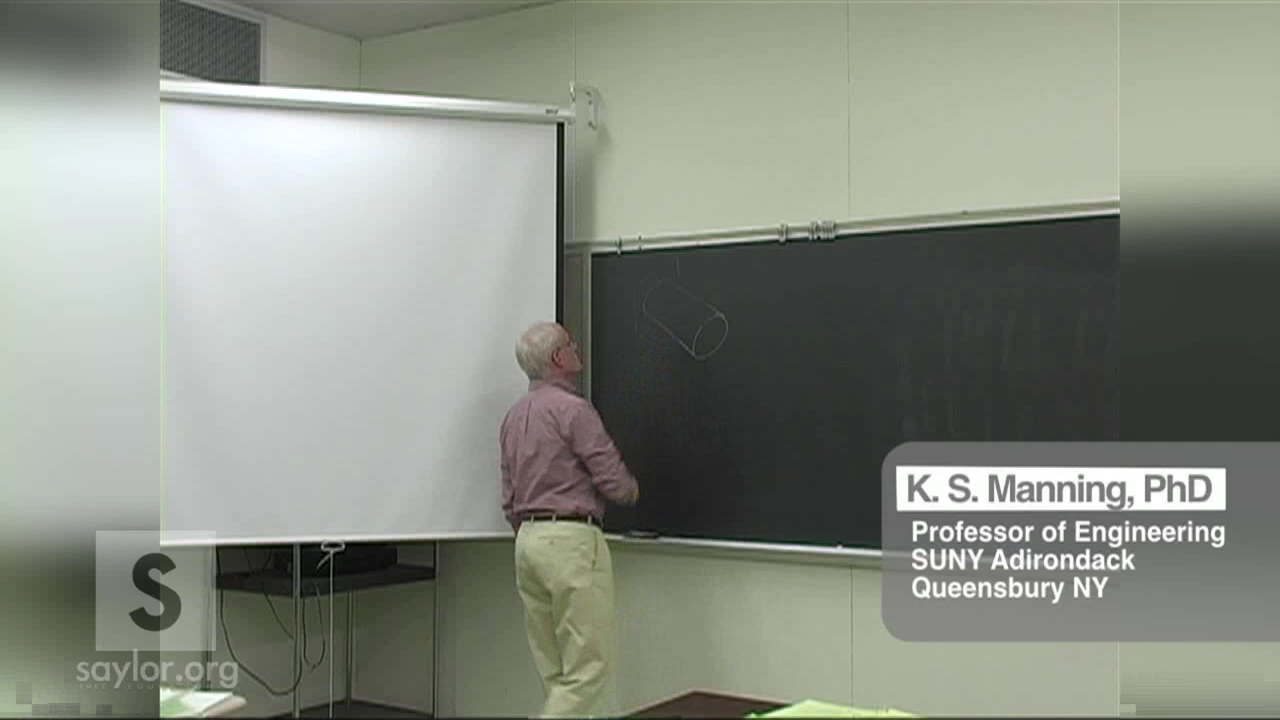 K. S. Manning, PhD
Professor of Engineering
SUNY Adirondack
Queensbury NY
S
saylor.org